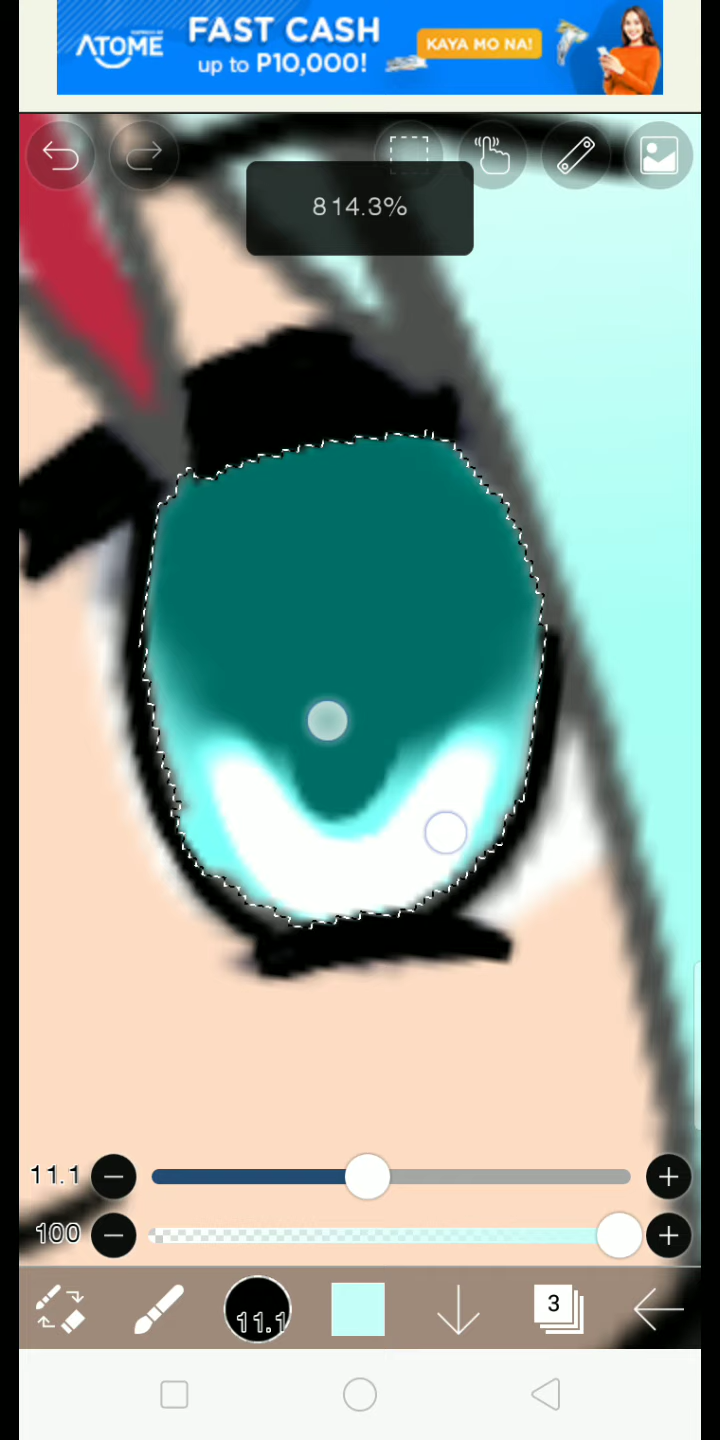 ATOME
FAST CASH
up to P10,000!
KAYA MO NA!
814.3%
11.1
100
11.1
3